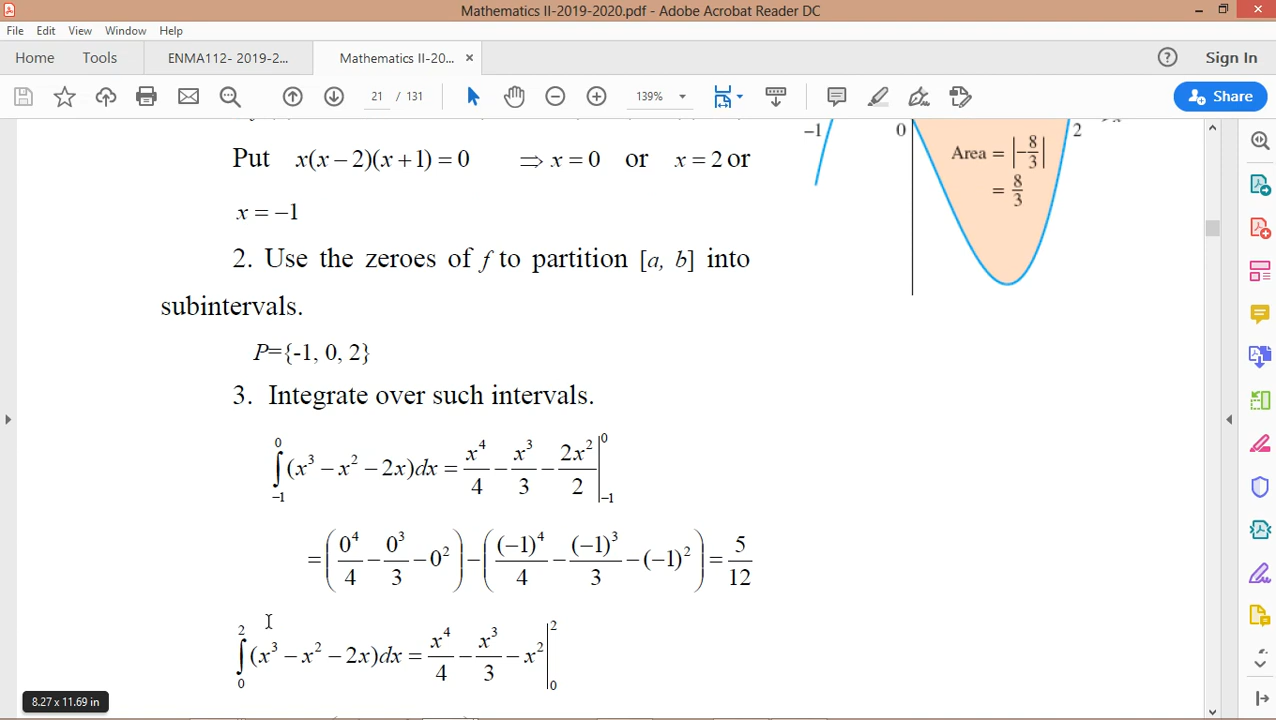 Mathematics II-2019-2020.pdf - Adobe Acrobat Reader DC
File Edit View Window Help
Home Tools ENMA112- 2019-2... Mathematics II-20... × Sign In
21 / 131 139% Share
Put x(x − 2)(x + 1) = 0 ⇒ x = 0 or x = 2 or
x = −1
2. Use the zeroes of f to partition [a, b] into
subintervals.
P={-1, 0, 2}
3. Integrate over such intervals.
∫_{−1}^{0} (x³ − x² − 2x)dx = x⁴/4 − x³/3 − 2x²/2 |_{−1}^{0}
= (0⁴/4 − 0³/3 − 0²) − ((−1)⁴/4 − (−1)³/3 − (−1)²) = 5/12
∫_{0}^{2} (x³ − x² − 2x)dx = x⁴/4 − x³/3 − x² |_{0}^{2}
−1 0 2
Area = |−8/3|
= 8/3
8.27 x 11.69 in